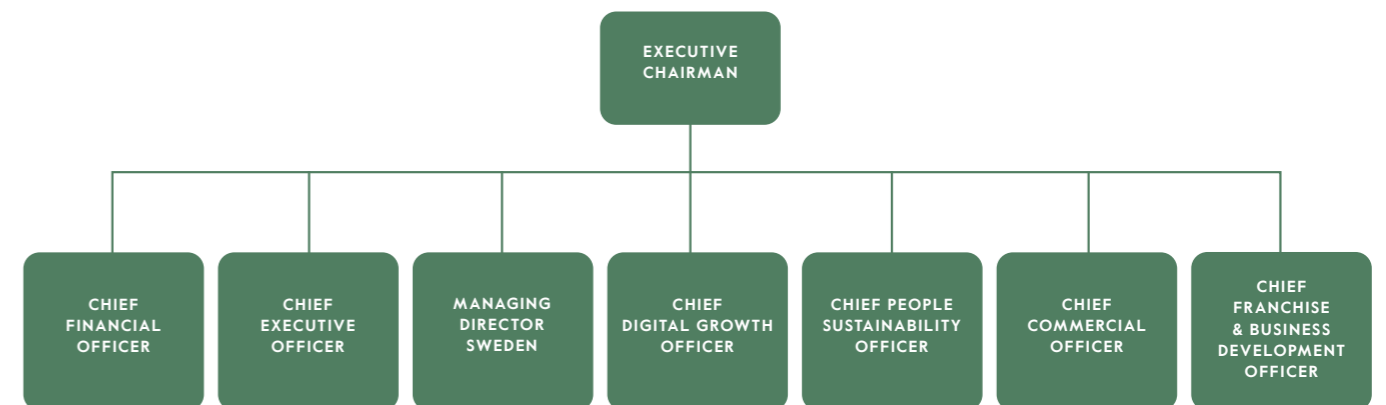 EXECUTIVE
CHAIRMAN
CHIEF
FINANCIAL
OFFICER
CHIEF
EXECUTIVE
OFFICER
MANAGING
DIRECTOR
SWEDEN
CHIEF
DIGITAL GROWTH
OFFICER
CHIEF PEOPLE
SUSTAINABILITY
OFFICER
CHIEF
COMMERCIAL
OFFICER
CHIEF
FRANCHISE
& BUSINESS
DEVELOPMENT
OFFICER